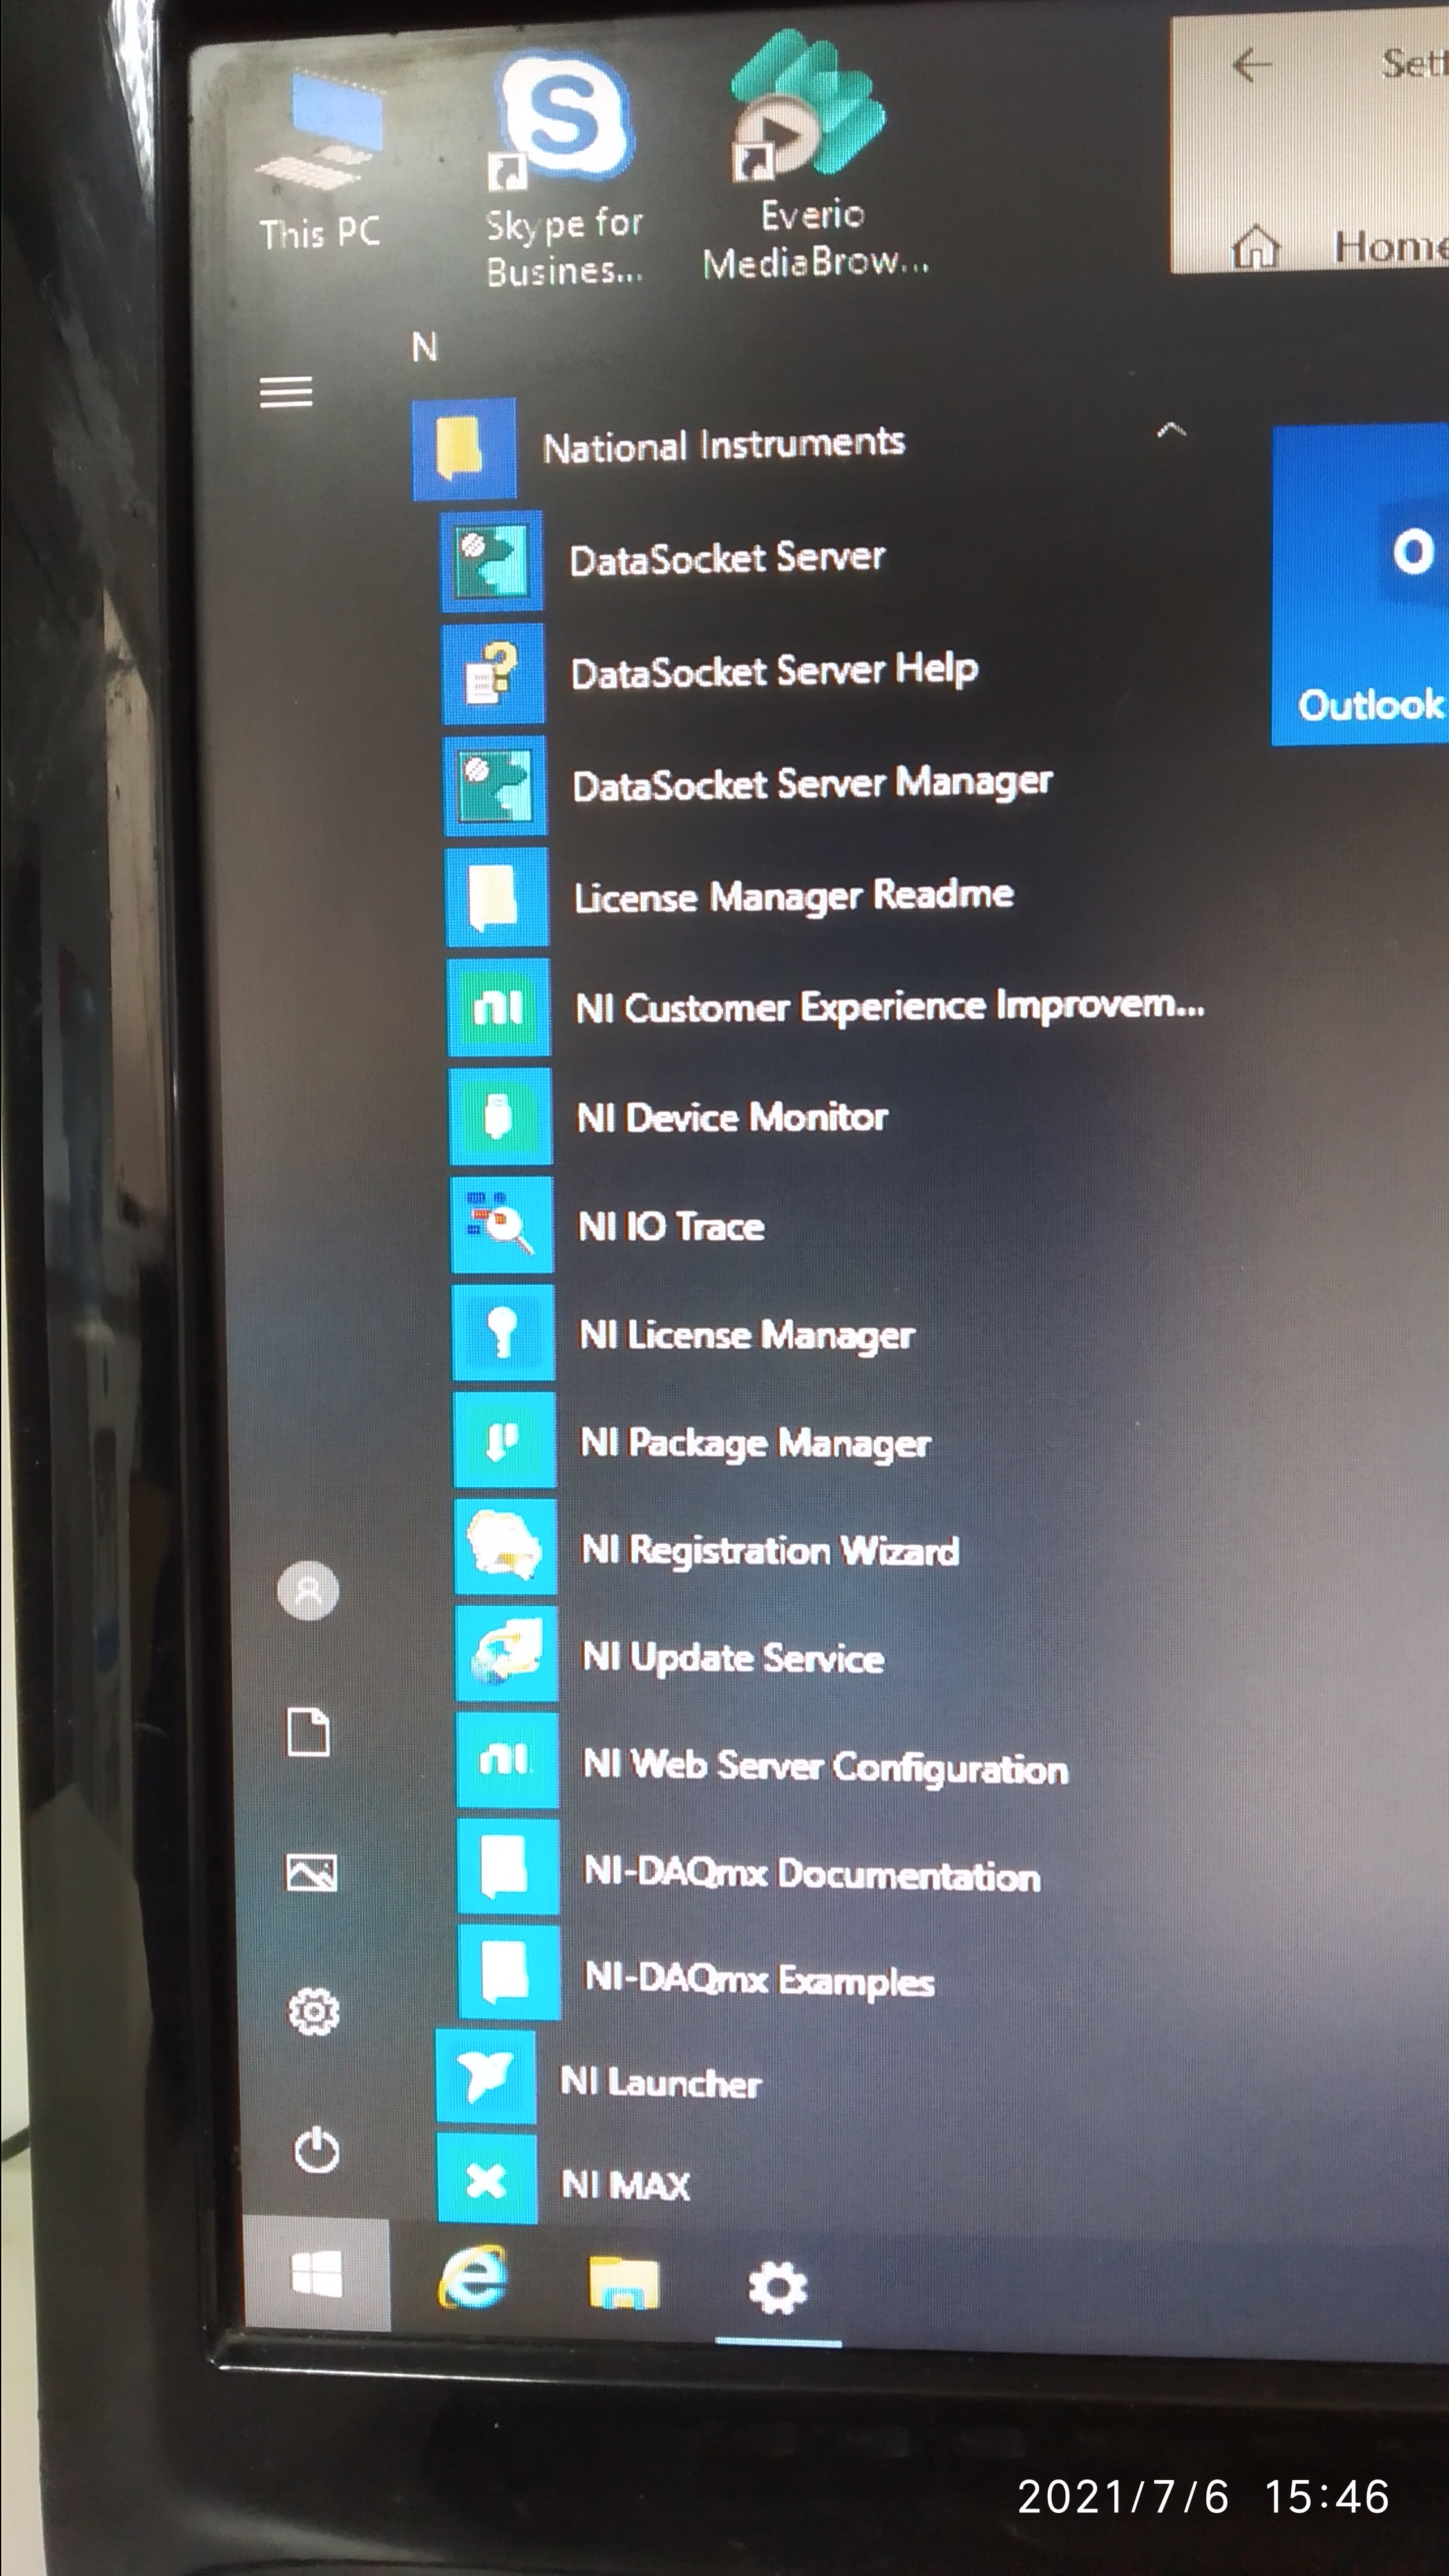 This PC
Skype for
Busines...
Everio
MediaBrow...
Sett
Home
N
National Instruments
DataSocket Server
DataSocket Server Help
DataSocket Server Manager
License Manager Readme
NI Customer Experience Improvem...
NI Device Monitor
NI IO Trace
NI License Manager
NI Package Manager
NI Registration Wizard
NI Update Service
NI Web Server Configuration
NI-DAQmx Documentation
NI-DAQmx Examples
NI Launcher
NI MAX
Outlook
2021/7/6 15:46